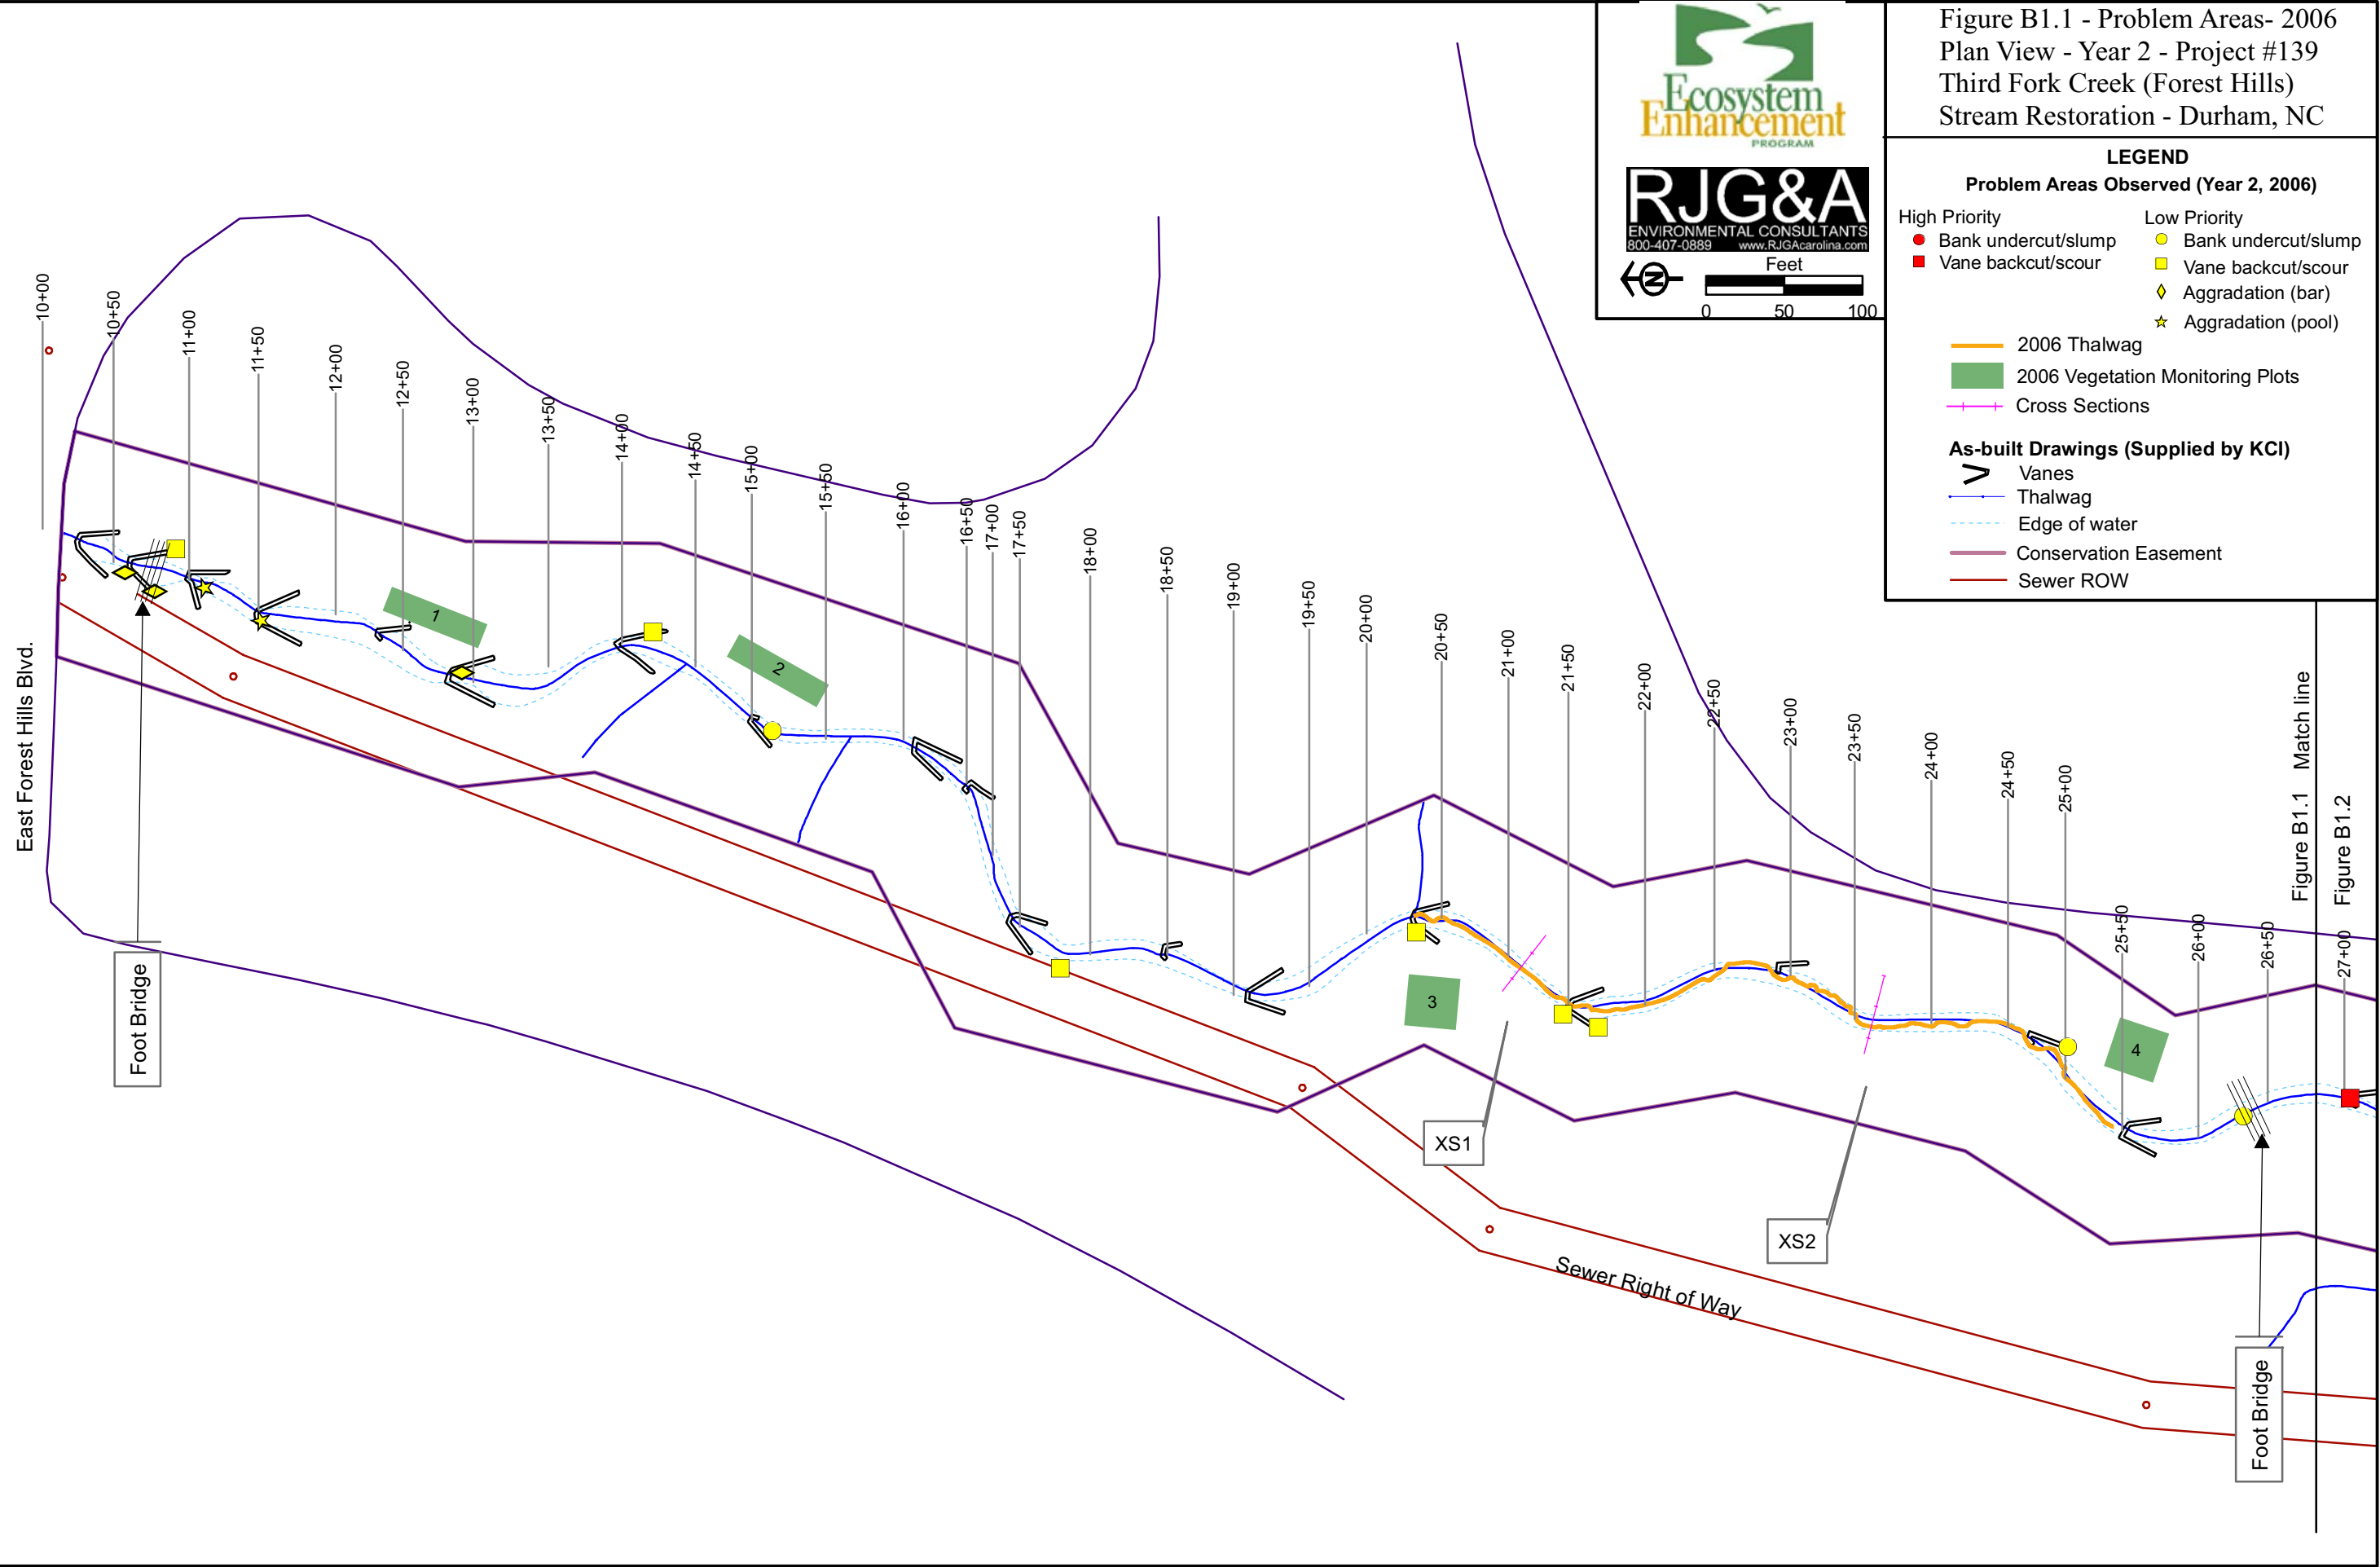 Figure B1.1 - Problem Areas- 2006
Plan View - Year 2 - Project #139
Third Fork Creek (Forest Hills)
Stream Restoration - Durham, NC
Ecosystem
Enhancement
PROGRAM
RJG&A
ENVIRONMENTAL CONSULTANTS
800-407-0889 www.RJGAcarolina.com
N
Feet
0 50 100
LEGEND
Problem Areas Observed (Year 2, 2006)
High Priority
Bank undercut/slump
Vane backcut/scour
Low Priority
Bank undercut/slump
Vane backcut/scour
Aggradation (bar)
Aggradation (pool)
2006 Thalwag
2006 Vegetation Monitoring Plots
Cross Sections
As-built Drawings (Supplied by KCI)
Vanes
Thalwag
Edge of water
Conservation Easement
Sewer ROW
10+00
10+50
11+00
11+50
12+00
12+50
13+00
13+50
14+00
14+50
15+00
15+50
16+00
16+50
17+00
17+50
18+00
18+50
19+00
19+50
20+00
20+50
21+00
21+50
22+00
22+50
23+00
23+50
24+00
24+50
25+00
25+50
26+00
26+50
27+00
1
2
3
4
East Forest Hills Blvd.
Foot Bridge
XS1
XS2
Sewer Right of Way
Foot Bridge
Figure B1.1 Match line
Figure B1.2